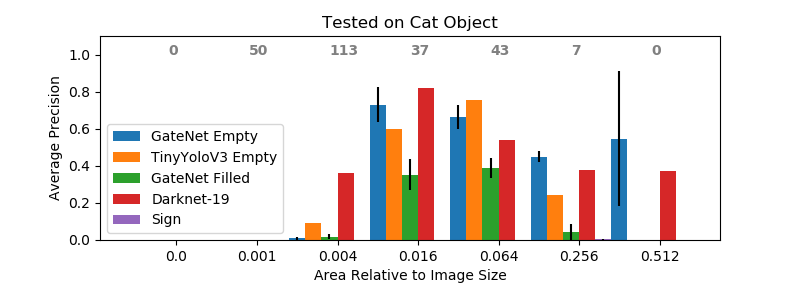 Tested on Cat Object
0 50 113 37 43 7 0
1.0
0.8
0.6
0.4
0.2
0.0
Average Precision
GateNet Empty
TinyYoloV3 Empty
GateNet Filled
Darknet-19
Sign
0.0 0.001 0.004 0.016 0.064 0.256 0.512
Area Relative to Image Size